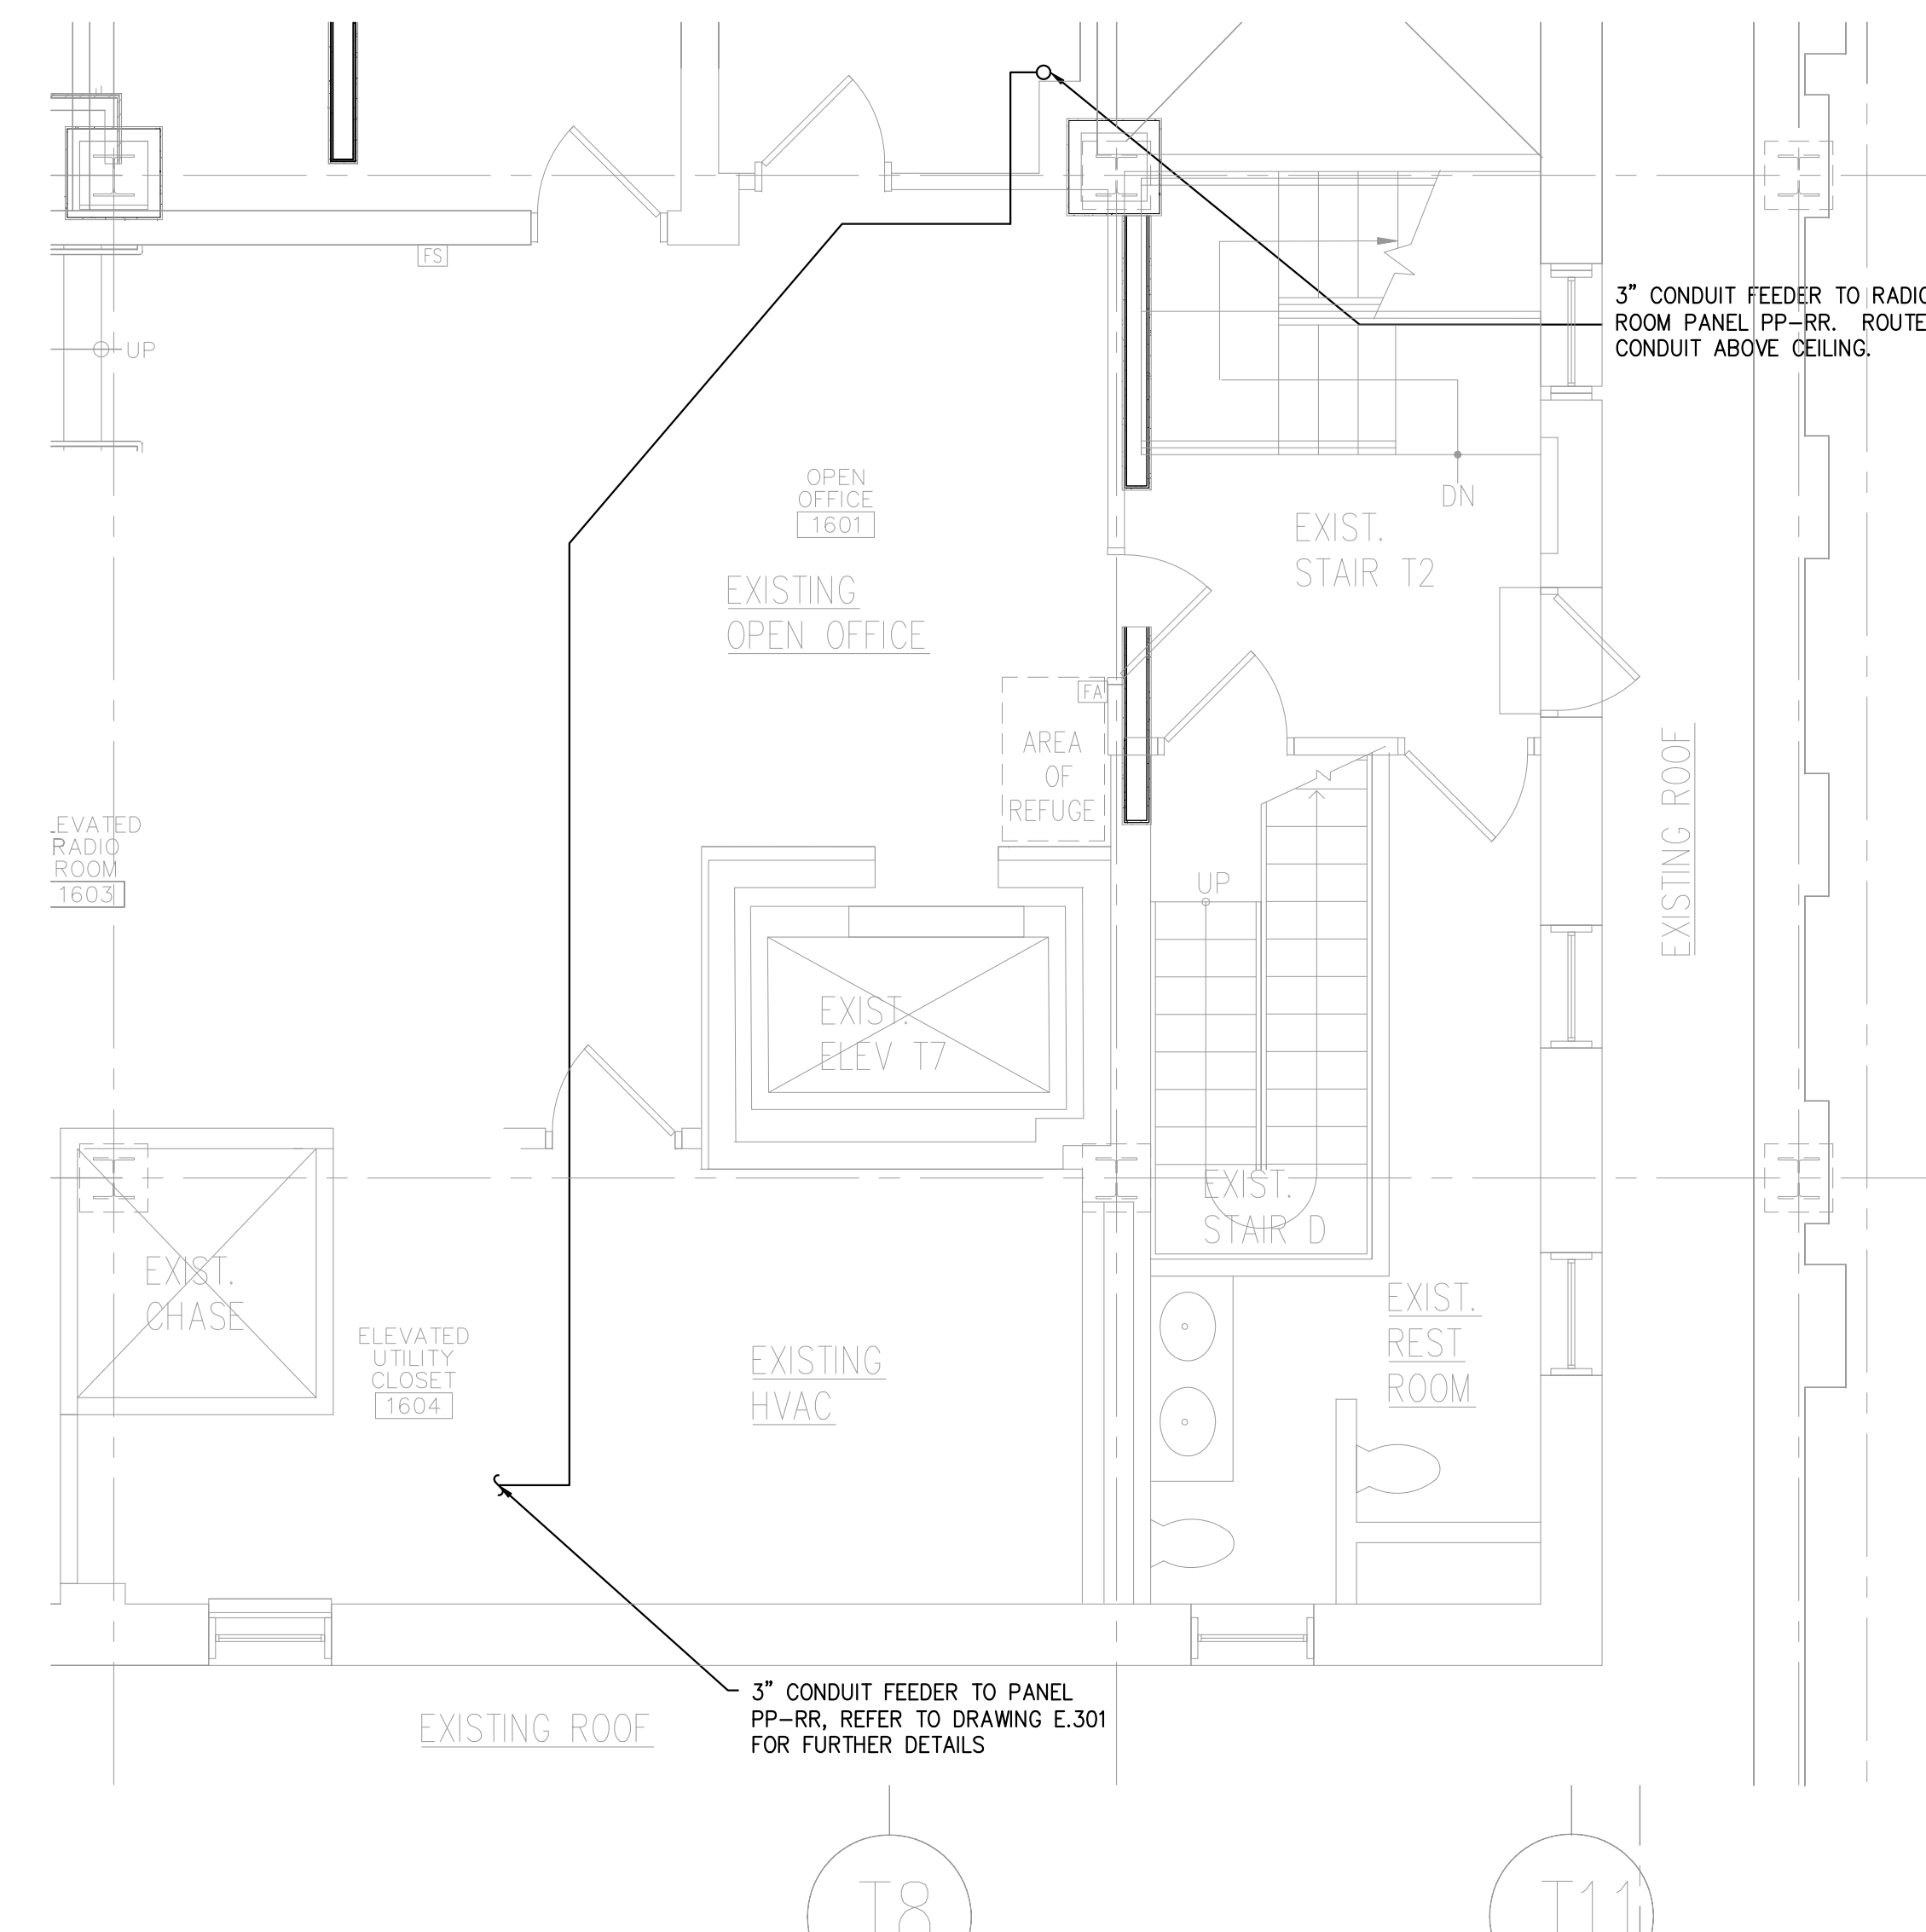 FS
UP
3" CONDUIT FEEDER TO RADIO
ROOM PANEL PP-RR. ROUTE
CONDUIT ABOVE CEILING.
OPEN
OFFICE
1601
DN
EXIST.
STAIR T2
EXISTING
OPEN OFFICE
FA
AREA
OF
REFUGE
EXISTING ROOF
LEVATED
RADIO
ROOM
1603
UP
EXIST.
ELEV T7
EXIST.
STAIR D
EXIST.
CHASE
ELEVATED
UTILITY
CLOSET
1604
EXISTING
HVAC
EXIST.
REST
ROOM
3" CONDUIT FEEDER TO PANEL
PP-RR, REFER TO DRAWING E.301
FOR FURTHER DETAILS
EXISTING ROOF
T8
T11